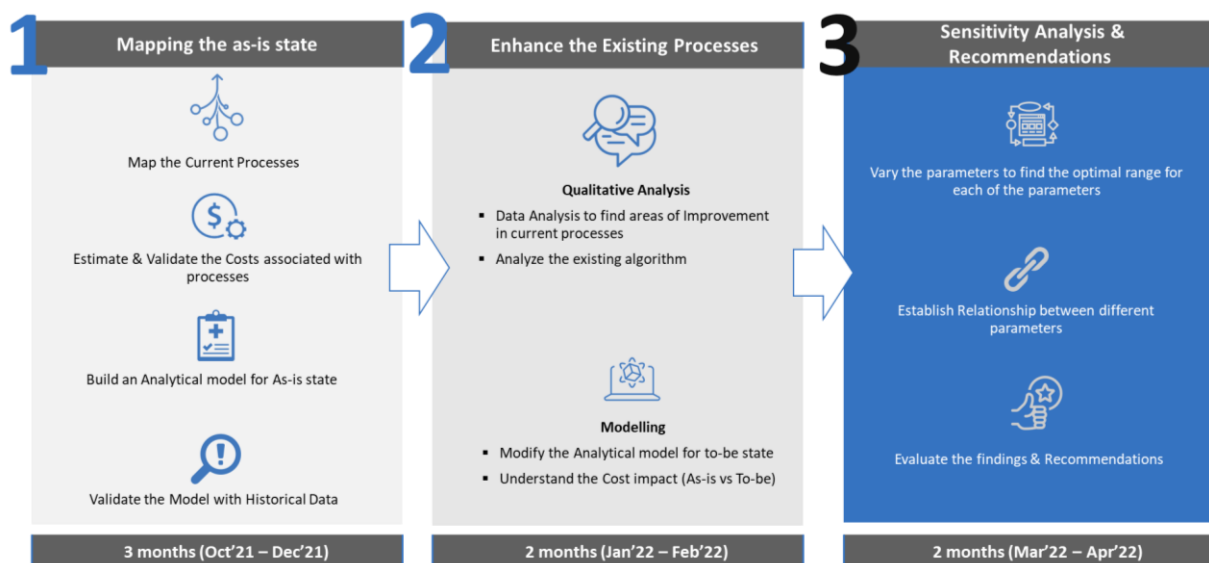 1
Mapping the as-is state
Map the Current Processes
$
Estimate & Validate the Costs associated with
processes
Build an Analytical model for As-is state
Validate the Model with Historical Data
3 months (Oct'21 – Dec'21)
2
Enhance the Existing Processes
Qualitative Analysis
▪ Data Analysis to find areas of Improvement
in current processes
▪ Analyze the existing algorithm
Modelling
▪ Modify the Analytical model for to-be state
▪ Understand the Cost impact (As-is vs To-be)
2 months (Jan'22 – Feb'22)
3
Sensitivity Analysis &
Recommendations
Vary the parameters to find the optimal range for
each of the parameters
Establish Relationship between different
parameters
Evaluate the findings & Recommendations
2 months (Mar'22 – Apr'22)